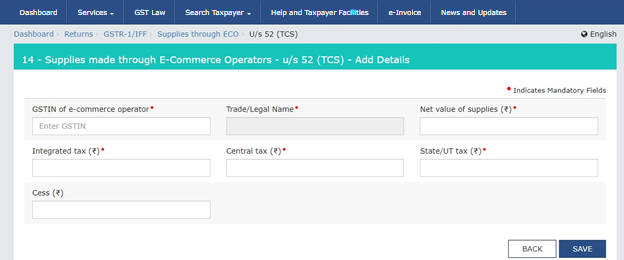 Dashboard Services GST Law Search Taxpayer Help and Taxpayer Facilities e-Invoice News and Updates
Dashboard › Returns › GSTR-1/IFF › Supplies through ECO › U/s 52 (TCS) English
14 - Supplies made through E-Commerce Operators - u/s 52 (TCS) - Add Details
• Indicates Mandatory Fields
GSTIN of e-commerce operator• Trade/Legal Name• Net value of supplies (₹)•
Enter GSTIN
Integrated tax (₹)• Central tax (₹)• State/UT tax (₹)•
Cess (₹)
BACK SAVE